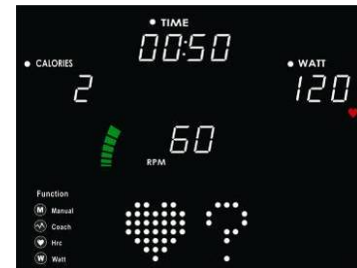 TIME
00:50
CALORIES
2
WATT
120
60
RPM
Function
M Manual
Coach
Hrc
W Watt
?